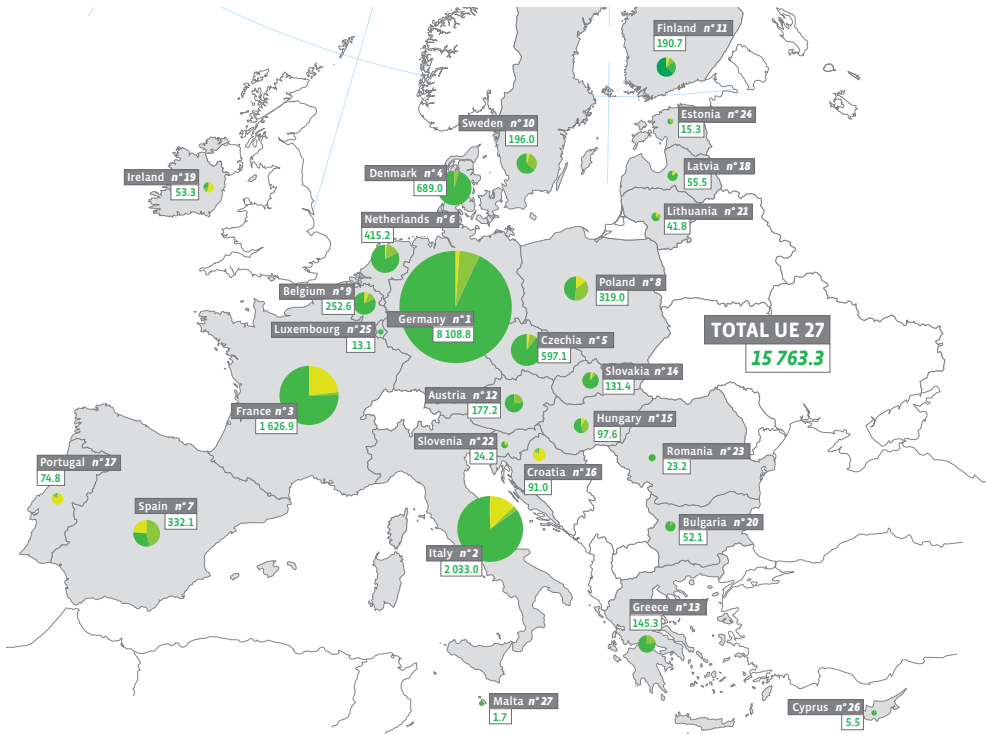 Finland n°11
190.7
Estonia n°24
15.3
Sweden n°10
196.0
Latvia n°18
55.5
Ireland n°19
53.3
Denmark n°4
689.0
Lithuania n°21
41.8
Netherlands n°6
415.2
Poland n°8
319.0
Belgium n°9
252.6
Germany n°1
8 108.8
Luxembourg n°25
13.1
TOTAL UE 27
15 763.3
Czechia n°5
597.1
Slovakia n°14
131.4
Austria n°12
177.2
France n°3
1 626.9
Hungary n°15
97.6
Slovenia n°22
24.2
Romania n°23
23.2
Portugal n°17
74.8
Croatia n°16
91.0
Spain n°7
332.1
Bulgaria n°20
52.1
Italy n°2
2 033.0
Greece n°13
145.3
Malta n°27
1.7
Cyprus n°26
5.5